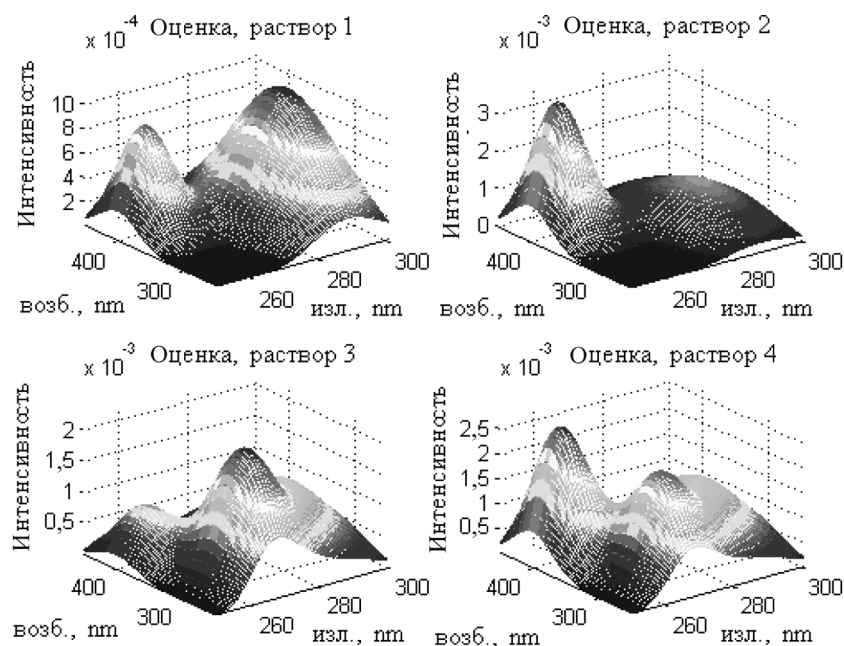 x 10⁻⁴ Оценка, раствор 1
Интенсивность
10
8
6
4
2
400
300
возб., nm
260
280
300
изл., nm
x 10⁻³ Оценка, раствор 2
Интенсивность
3
2
1
0
400
300
возб., nm
260
280
300
изл., nm
x 10⁻³ Оценка, раствор 3
Интенсивность
2
1,5
1
0,5
400
300
возб., nm
260
280
300
изл., nm
x 10⁻³ Оценка, раствор 4
Интенсивность
2,5
2
1,5
1
0,5
400
300
возб., nm
260
280
300
изл., nm